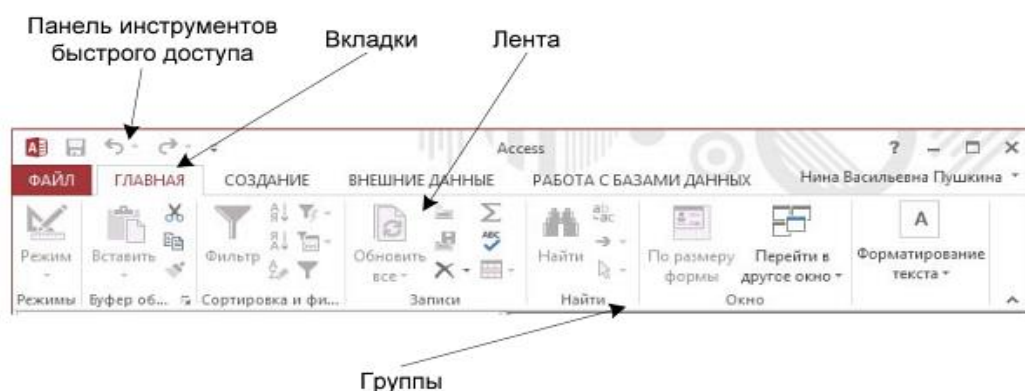 Панель инструментов
быстрого доступа
Вкладки
Лента
Access
ФАЙЛ ГЛАВНАЯ СОЗДАНИЕ ВНЕШНИЕ ДАННЫЕ РАБОТА С БАЗАМИ ДАННЫХ Нина Васильевна Пушкина
Режим
Вставить
Фильтр
Обновить
все
Найти
По размеру
формы
Перейти в
другое окно
Форматирование
текста
Режимы Буфер об... Сортировка и фи... Записи Найти Окно
Группы